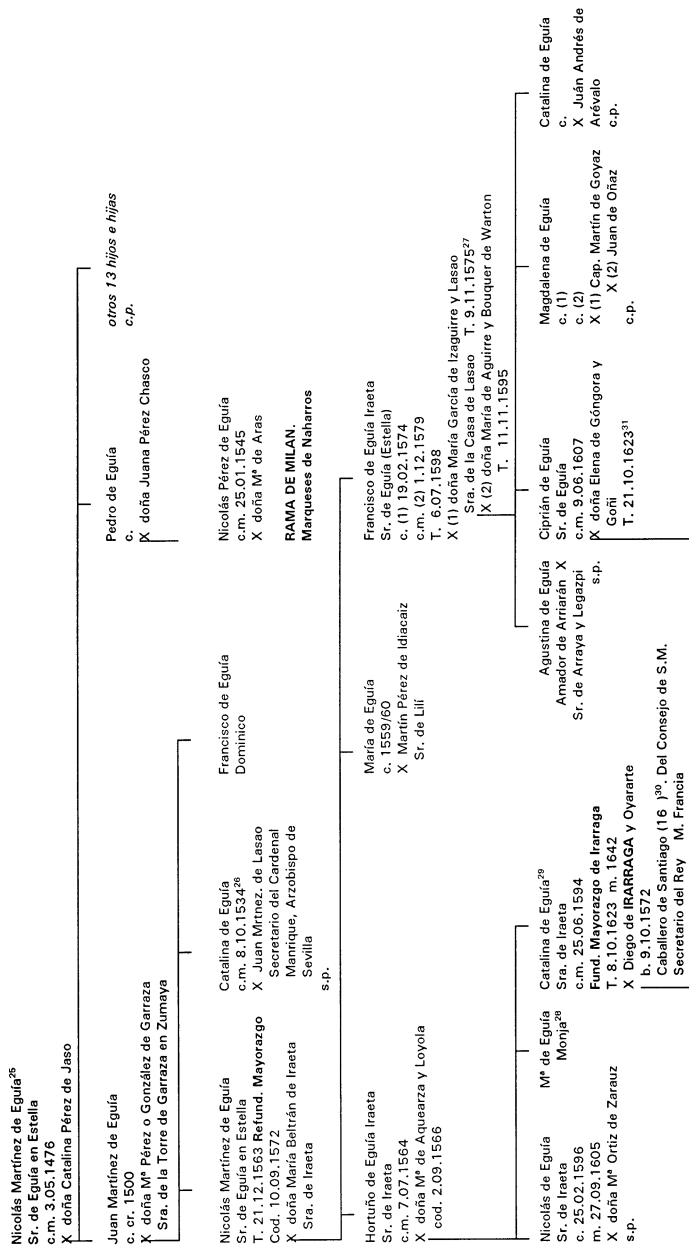 Nicolás Martínez de Eguía²⁵
Sr. de Eguía en Estella
c.m. 3.05.1476
X doña Catalina Pérez de Jaso
Juan Martínez de Eguía
c. cr. 1500
X doña Mª Pérez o González de Garraza
Sra. de la Torre de Garraza en Zumaya
Pedro de Eguía
c.
X doña Juana Pérez Chasco
otros 13 hijos e hijas
c.p.
Nicolás Martínez de Eguía
Sr. de Eguía en Estella
T. 21.12.1563 Refund. Mayorazgo
Cod. 10.09.1572
X doña María Beltrán de Iraeta
Sra. de Iraeta
Catalina de Eguía
c.m. 8.10.1534²⁶
X Juan Mrtnez. de Lasao
Secretario del Cardenal
Manrique, Arzobispo de
Sevilla
s.p.
Francisco de Eguía
Dominico
Nicolás Pérez de Eguía
c.m. 25.01.1545
X doña Mª de Aras
RAMA DE MILAN.
Marqueses de Naharros
Hortuño de Eguía Iraeta
Sr. de Iraeta
c.m. 7.07.1564
X doña Mª de Aquearza y Loyola
cod. 2.09.1566
María de Eguía
c. 1559/60
X Martín Pérez de Idiacaiz
Sr. de Lilí
Francisco de Eguía Iraeta
Sr. de Eguía (Estella)
c. (1) 19.02.1574
c.m. (2) 1.12.1579
T. 6.07.1598
X (1) doña María García de Izaguirre y Lasao
Sra. de la Casa de Lasao T. 9.11.1575²⁷
X (2) doña María de Aguirre y Bouquer de Warton
T. 11.11.1595
Nicolás de Eguía
Sr. de Iraeta
c. 25.02.1596
m. 27.09.1605
X doña Mª Ortíz de Zarauz
s.p.
Mª de Eguía
Monja²⁸
Catalina de Eguía²⁹
Sra. de Iraeta
c.m. 25.06.1594
Fund. Mayorazgo de Irarraga
T. 8.10.1623 m. 1642
X Diego de IRARRAGA y Oyararte
b. 9.10.1572
Caballero de Santiago (16 )³⁰. Del Consejo de S.M.
Secretario del Rey M. Francia
Agustina de Eguía
Amador de Arriarán X
Sr. de Arraya y Legazpi
s.p.
Ciprián de Eguía
Sr. de Eguía
c.m. 9.06.1607
X doña Elena de Góngora y
Goñi
T. 21.10.1623³¹
Magdalena de Eguía
c. (1)
c. (2)
X (1) Cap. Martín de Goyaz
X (2) Juan de Oñaz
c.p.
Catalina de Eguía
c.
X Juán Andrés de
Arévalo
c.p.